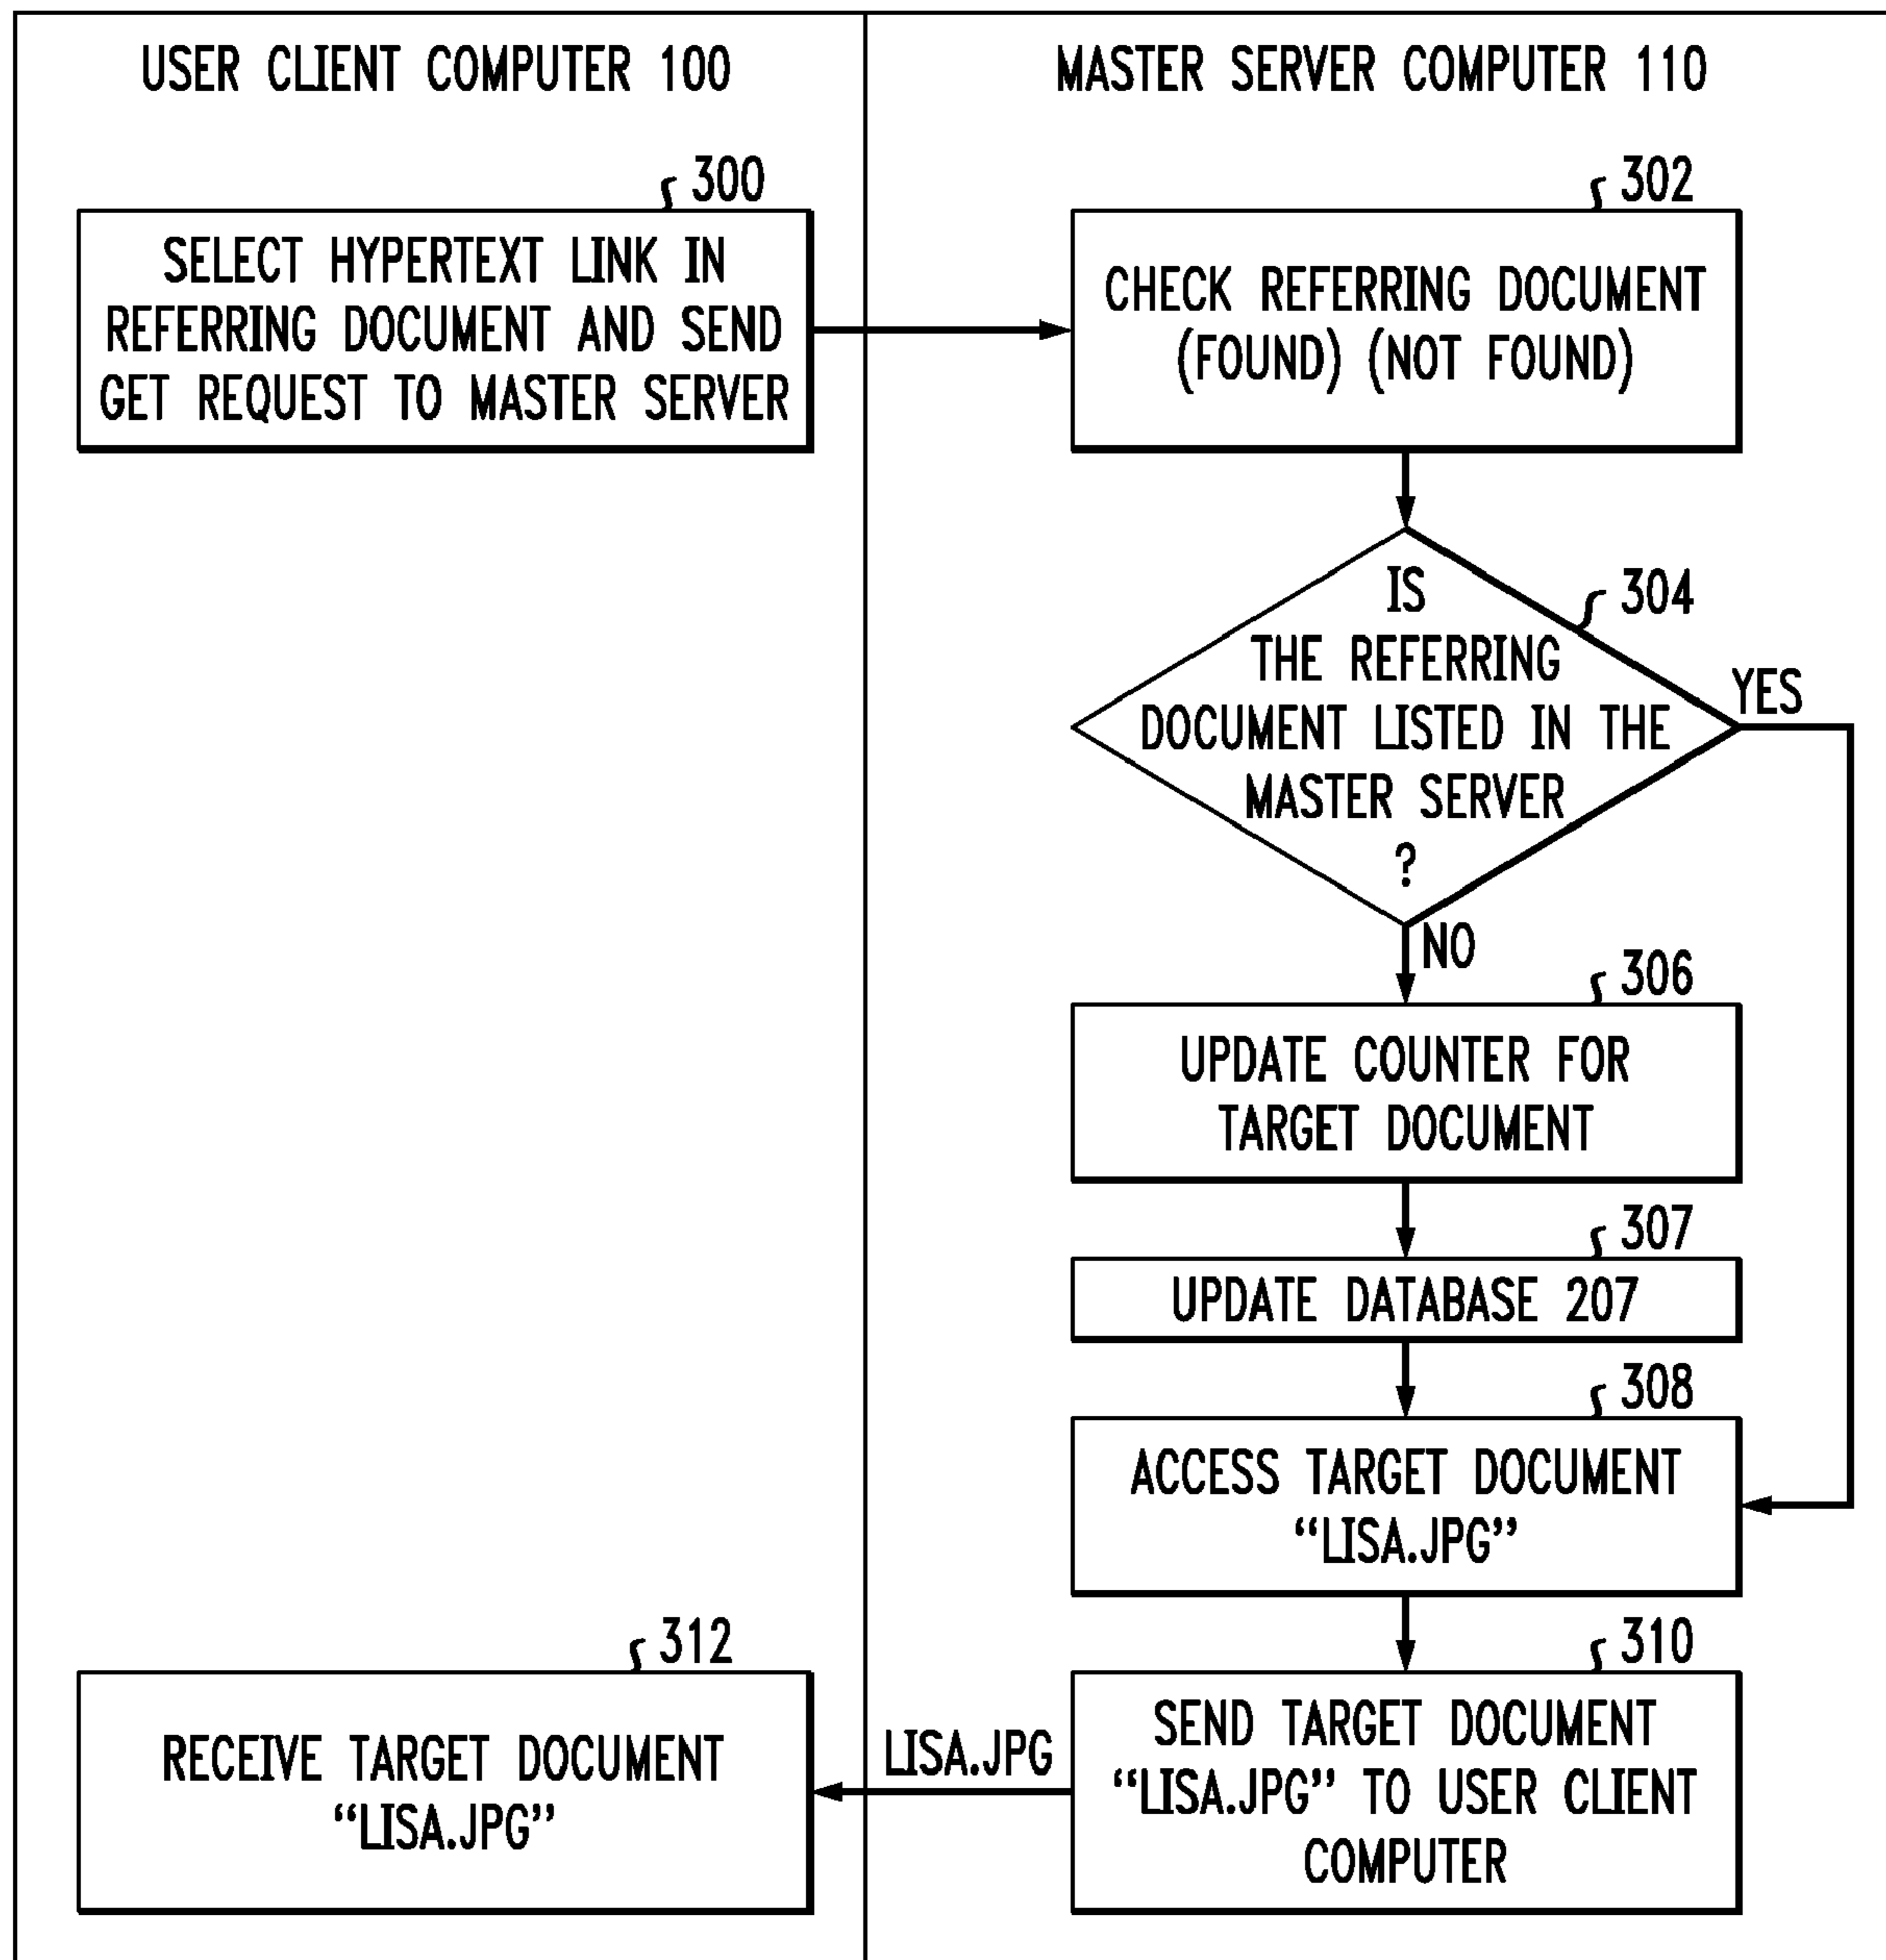 USER CLIENT COMPUTER 100
MASTER SERVER COMPUTER 110
300
SELECT HYPERTEXT LINK IN
REFERRING DOCUMENT AND SEND
GET REQUEST TO MASTER SERVER
302
CHECK REFERRING DOCUMENT
(FOUND) (NOT FOUND)
304
IS
THE REFERRING
DOCUMENT LISTED IN THE
MASTER SERVER
?
YES
NO
306
UPDATE COUNTER FOR
TARGET DOCUMENT
307
UPDATE DATABASE 207
308
ACCESS TARGET DOCUMENT
“LISA.JPG”
310
SEND TARGET DOCUMENT
“LISA.JPG” TO USER CLIENT
COMPUTER
LISA.JPG
312
RECEIVE TARGET DOCUMENT
“LISA.JPG”